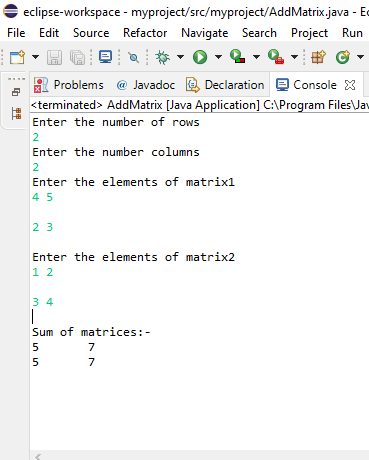 eclipse-workspace - myproject/src/myproject/AddMatrix.java - Ec
File Edit Source Refactor Navigate Search Project Run
Problems @ Javadoc Declaration Console
<terminated> AddMatrix [Java Application] C:\Program Files\Jav
Enter the number of rows
2
Enter the number columns
2
Enter the elements of matrix1
4 5
2 3
Enter the elements of matrix2
1 2
3 4
Sum of matrices:-
5 7
5 7